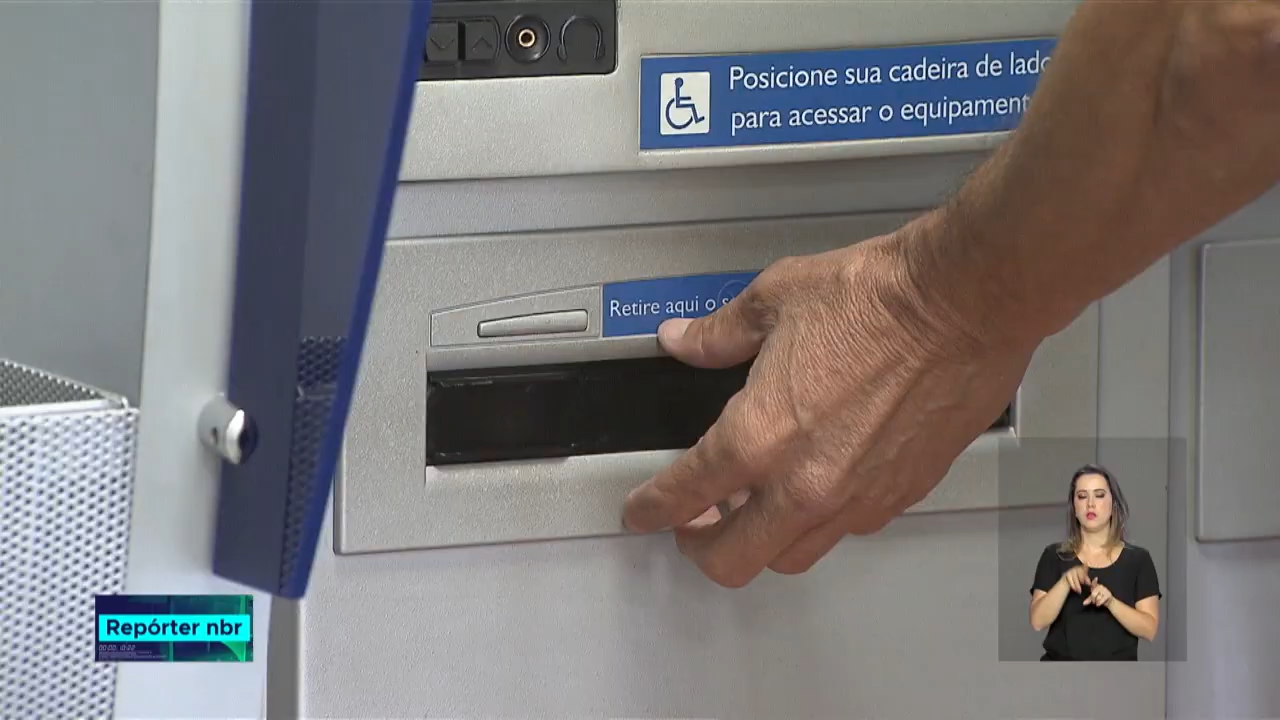 Posicione sua cadeira de lado
para acessar o equipament
Retire aqui o s
Repórter nbr